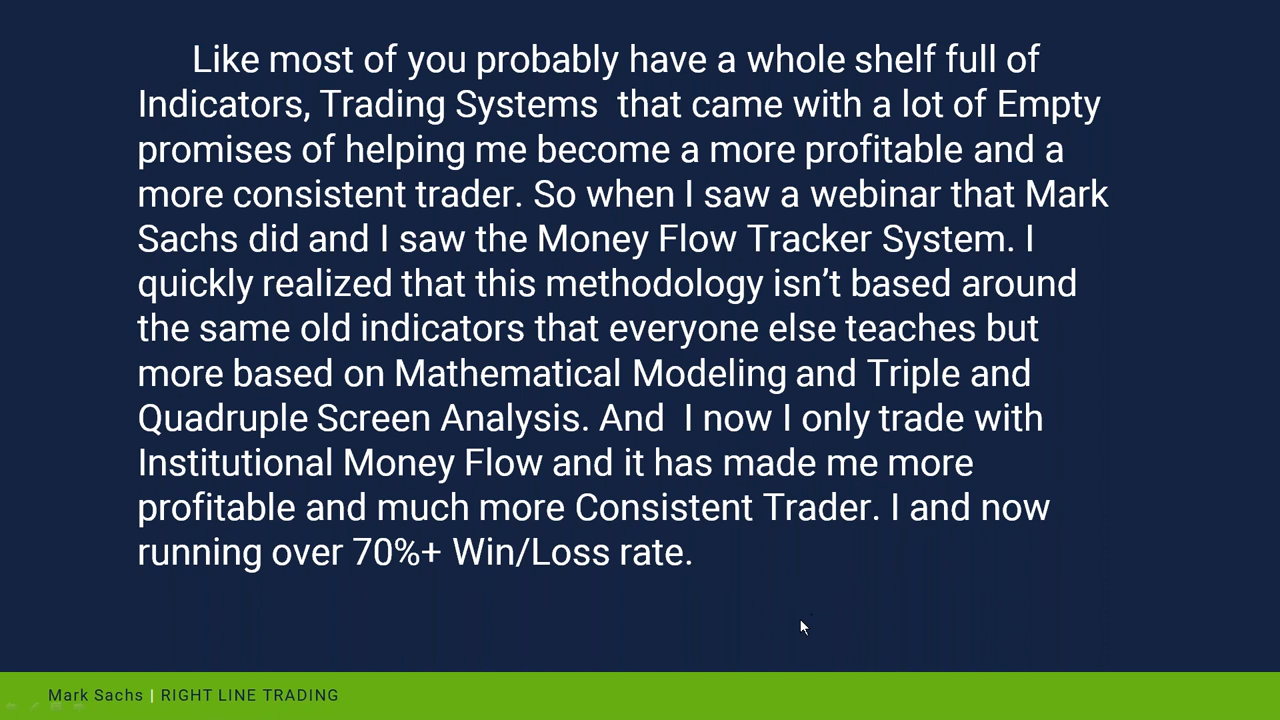 Like most of you probably have a whole shelf full of
Indicators, Trading Systems  that came with a lot of Empty
promises of helping me become a more profitable and a
more consistent trader. So when I saw a webinar that Mark
Sachs did and I saw the Money Flow Tracker System. I
quickly realized that this methodology isn’t based around
the same old indicators that everyone else teaches but
more based on Mathematical Modeling and Triple and
Quadruple Screen Analysis. And  I now I only trade with
Institutional Money Flow and it has made me more
profitable and much more Consistent Trader. I and now
running over 70%+ Win/Loss rate.
Mark Sachs | RIGHT LINE TRADING